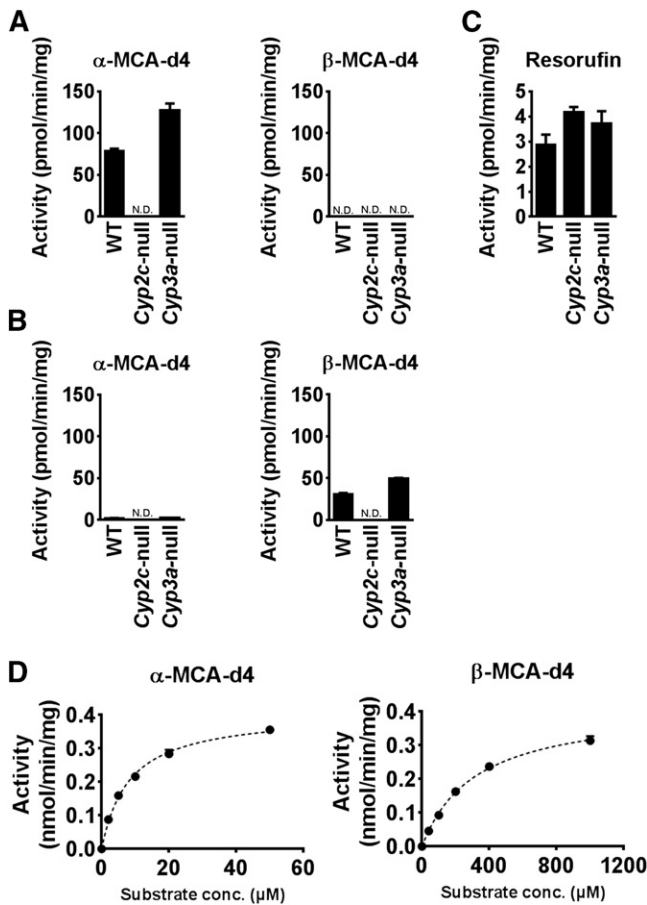 A
α-MCA-d4
Activity (pmol/min/mg)
150
100
50
0
N.D.
WT
Cyp2c-null
Cyp3a-null
β-MCA-d4
Activity (pmol/min/mg)
150
100
50
0
N.D. N.D. N.D.
WT
Cyp2c-null
Cyp3a-null
C
Resorufin
Activity (pmol/min/mg)
5
4
3
2
1
0
WT
Cyp2c-null
Cyp3a-null
B
α-MCA-d4
Activity (pmol/min/mg)
150
100
50
0
N.D.
WT
Cyp2c-null
Cyp3a-null
β-MCA-d4
Activity (pmol/min/mg)
150
100
50
0
N.D.
WT
Cyp2c-null
Cyp3a-null
D
α-MCA-d4
Activity
(nmol/min/mg)
0.4
0.3
0.2
0.1
0.0
0 20 40 60
Substrate conc. (μM)
β-MCA-d4
Activity
(nmol/min/mg)
0.4
0.3
0.2
0.1
0.0
0 400 800 1200
Substrate conc. (μM)